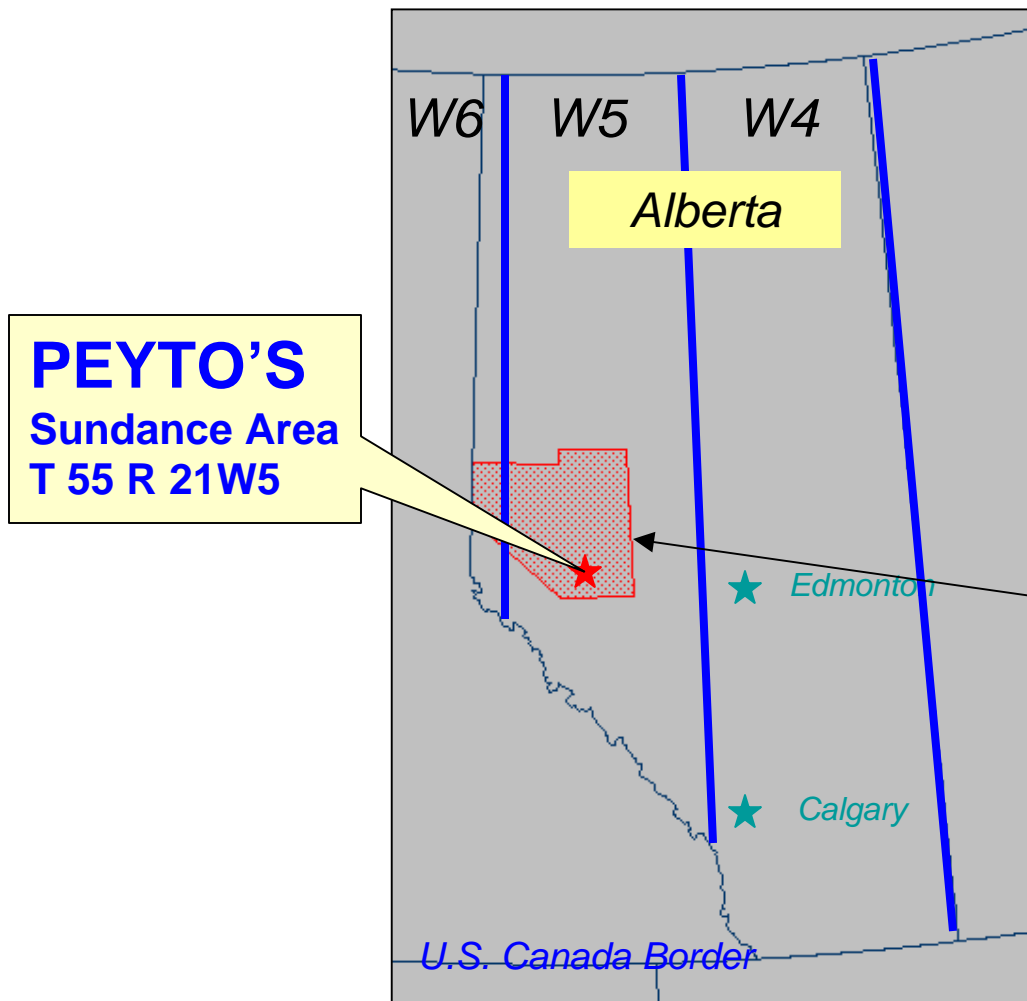 W6 W5 W4
Alberta
PEYTO’S
Sundance Area
T 55 R 21W5
Edmonton
Calgary
U.S. Canada Border